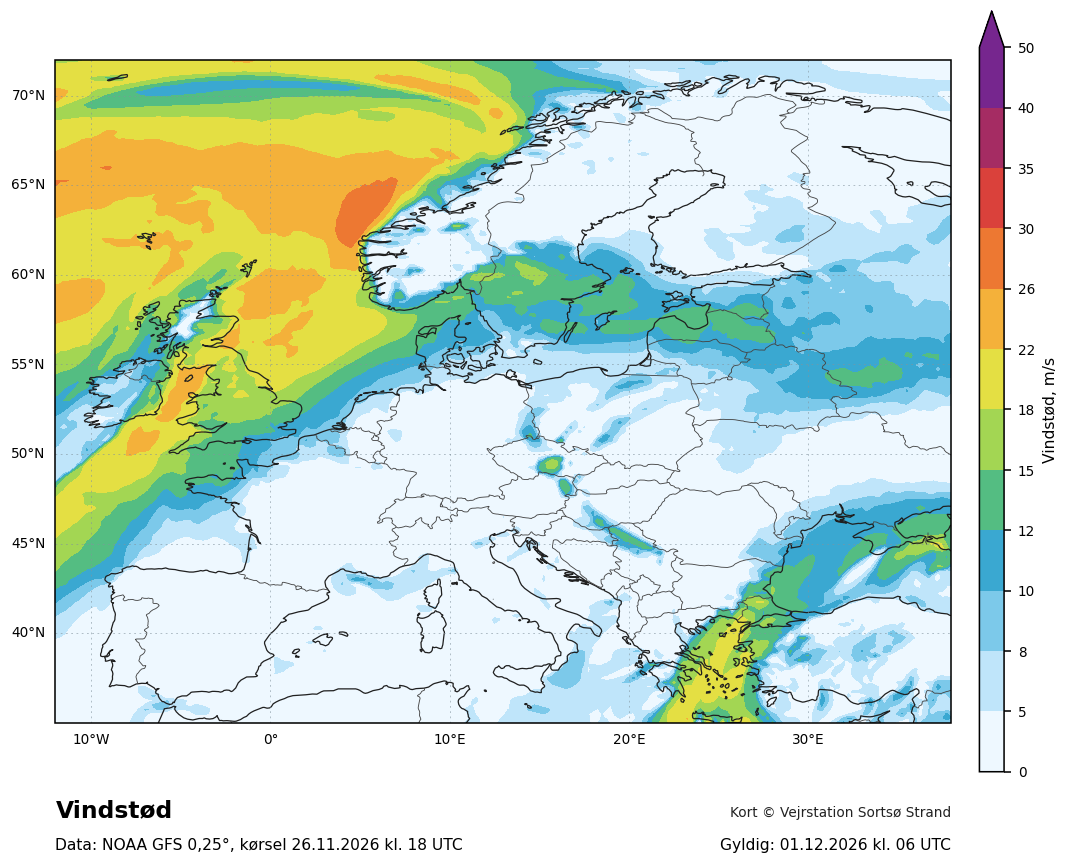 50
40
35
30
26
22
18
15
12
10
8
5
0
Vindstød, m/s
70°N
65°N
60°N
55°N
50°N
45°N
40°N
10°W
0°
10°E
20°E
30°E
Vindstød
Kort © Vejrstation Sortsø Strand
Data: NOAA GFS 0,25°, kørsel 26.11.2026 kl. 18 UTC
Gyldig: 01.12.2026 kl. 06 UTC